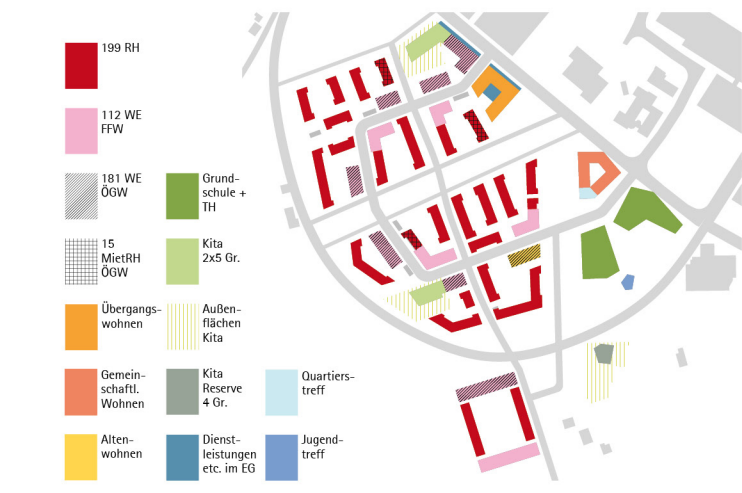 199 RH
112 WE
FFW
181 WE
ÖGW
Grund-
schule +
TH
15
MietRH
ÖGW
Kita
2x5 Gr.
Übergangs-
wohnen
Außen-
flächen
Kita
Gemein-
schaftl.
Wohnen
Kita
Reserve
4 Gr.
Quartiers-
treff
Alten-
wohnen
Dienst-
leistungen
etc. im EG
Jugend-
treff